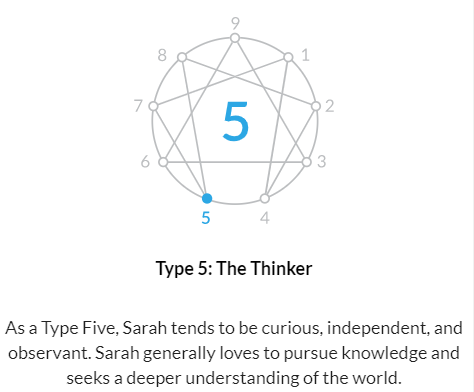 9
8
1
7
5
2
6
3
5
4
Type 5: The Thinker
As a Type Five, Sarah tends to be curious, independent, and
observant. Sarah generally loves to pursue knowledge and
seeks a deeper understanding of the world.